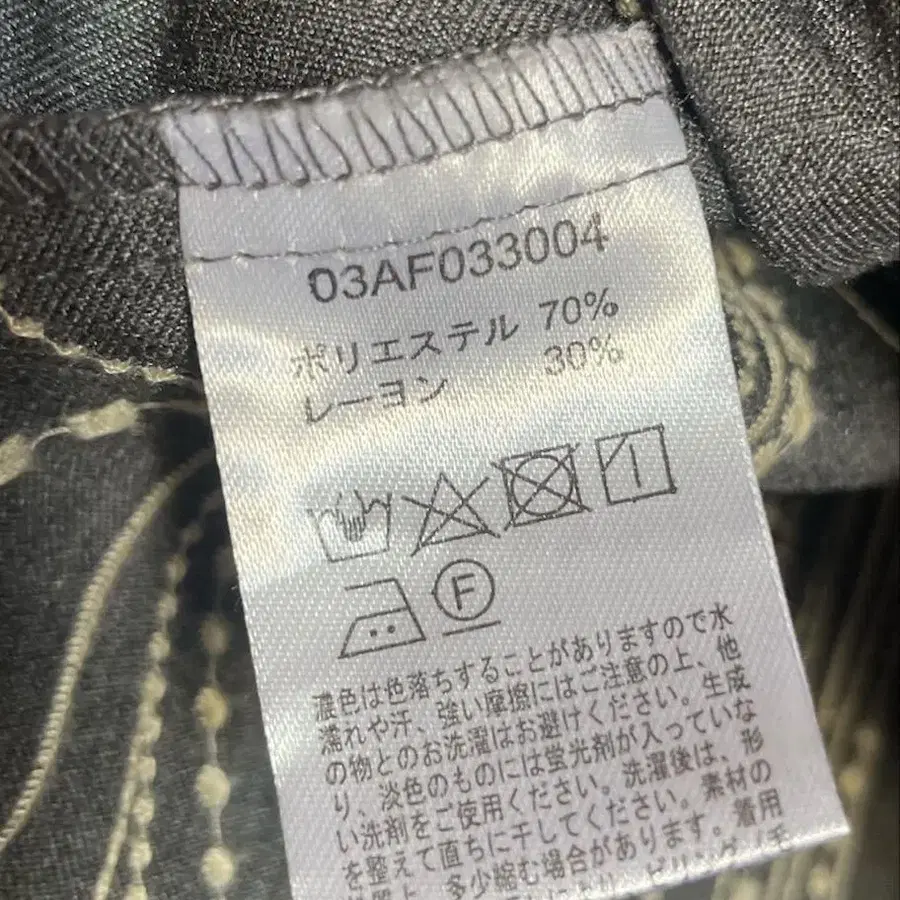 03AF033004
ポリエステル 70%
レーヨン 30%
F
濃色は色落ちすることがありますので水
濡れや汗、強い摩擦にはご注意の上、他
の物とのお洗濯はお避けください。生成
り、淡色のものには蛍光剤が入っていな
い洗剤をご使用ください。洗濯後は、形
を整えて直ちに干してください。素材の
多少縮む場合があります。着用